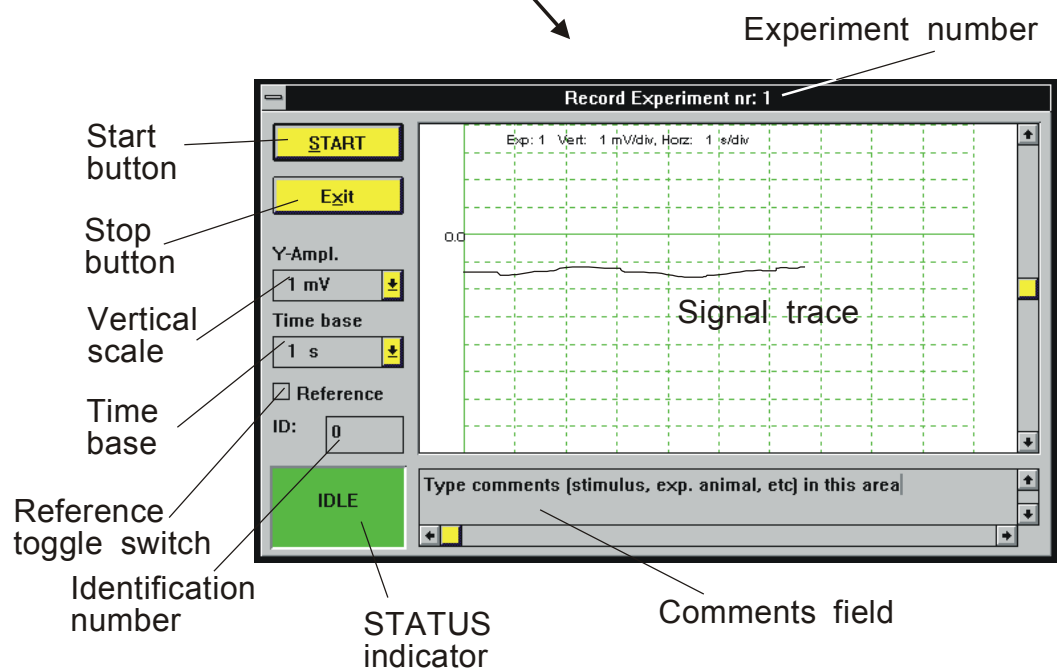 Experiment number
Record Experiment nr: 1
Start
button
START
Exp: 1 Vert: 1 mV/div, Horz: 1 s/div
Exit
Stop
button
0.0
Y-Ampl.
1 mV
Signal trace
Vertical
scale
Time base
1 s
Time
base
Reference
ID: 0
Type comments (stimulus, exp. animal, etc) in this area
IDLE
Reference
toggle switch
Identification
number
STATUS
indicator
Comments field